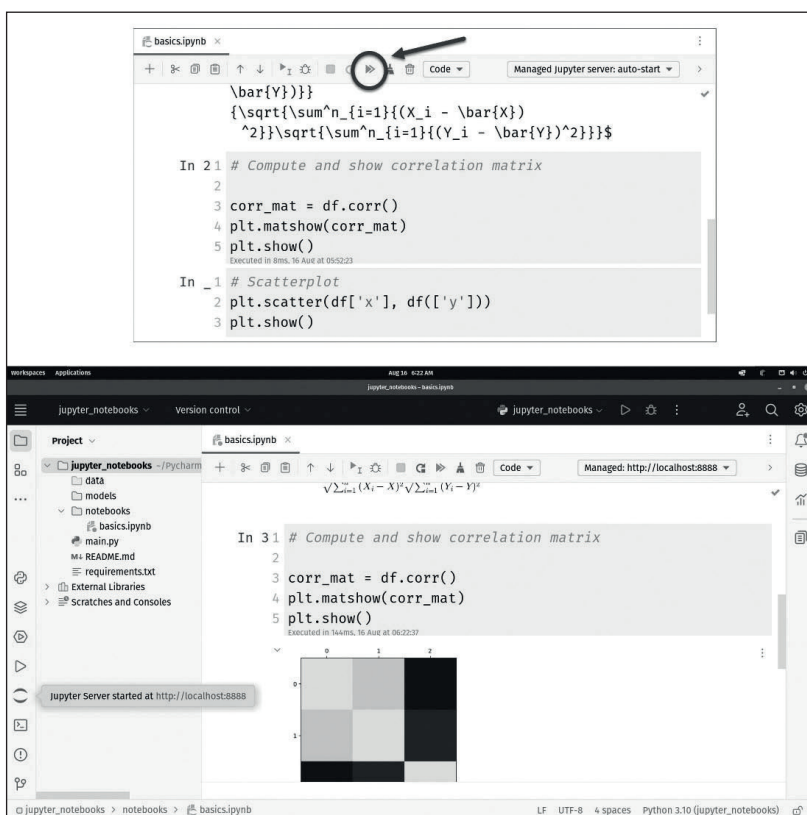 basics.ipynb ×
Code
Managed Jupyter server: auto-start
\bar{Y})}}
{\sqrt{\sum^n_{i=1}{(X_i - \bar{X})
^2}}\sqrt{\sum^n_{i=1}{(Y_i - \bar{Y})^2}}}$
In 2 1 # Compute and show correlation matrix
2
3 corr_mat = df.corr()
4 plt.matshow(corr_mat)
5 plt.show()
Executed in 8ms, 16 Aug at 05:52:23
In _ 1 # Scatterplot
2 plt.scatter(df['x'], df(['y']))
3 plt.show()
Workspaces Applications
Aug 16 6:22 AM
jupyter_notebooks – basics.ipynb
jupyter_notebooks
Version control
jupyter_notebooks
Project
basics.ipynb ×
jupyter_notebooks ~/Pycharm
Code
Managed: http://localhost:8888
data
models
notebooks
basics.ipynb
main.py
M↓ README.md
requirements.txt
External Libraries
Scratches and Consoles
In 3 1 # Compute and show correlation matrix
2
3 corr_mat = df.corr()
4 plt.matshow(corr_mat)
5 plt.show()
Executed in 144ms, 16 Aug at 06:22:37
0 1 2
0
1
Jupyter Server started at http://localhost:8888
jupyter_notebooks > notebooks > basics.ipynb
LF UTF-8 4 spaces Python 3.10 (jupyter_notebooks)